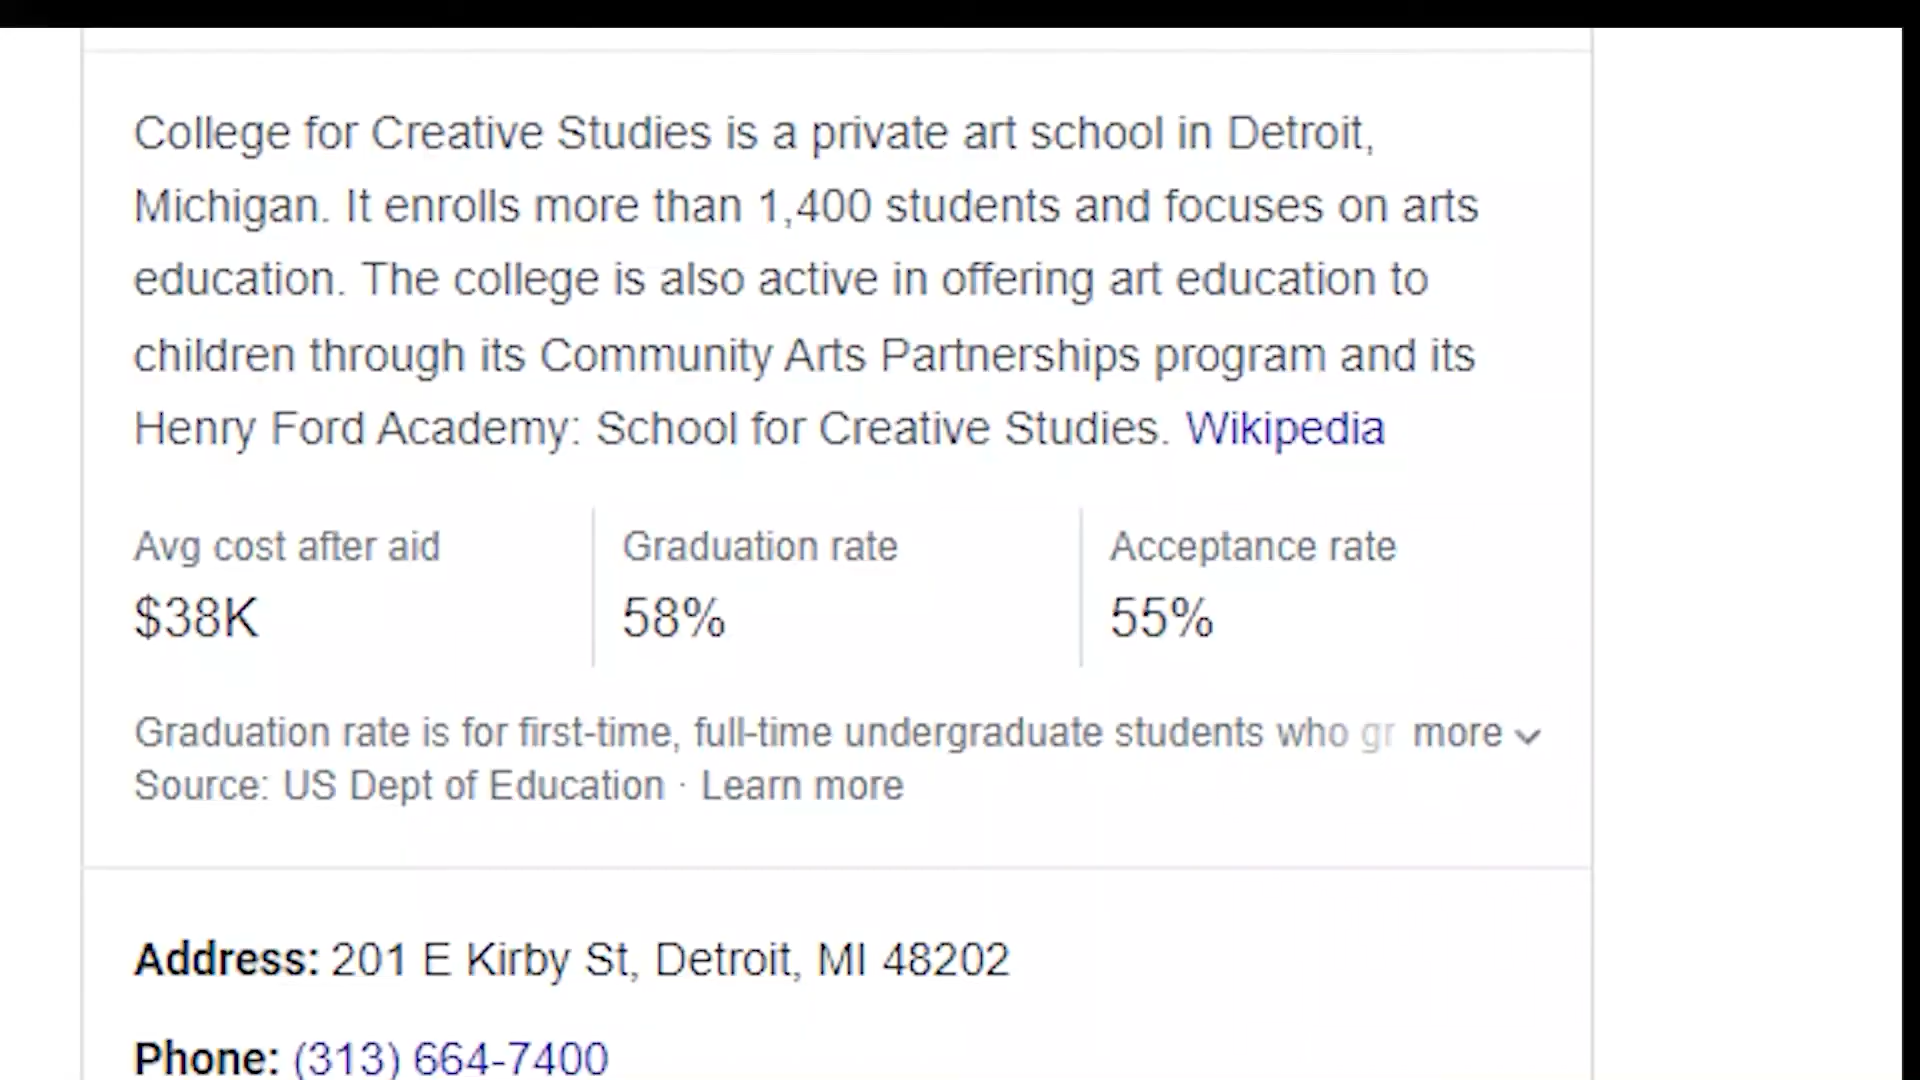 College for Creative Studies is a private art school in Detroit,
Michigan. It enrolls more than 1,400 students and focuses on arts
education. The college is also active in offering art education to
children through its Community Arts Partnerships program and its
Henry Ford Academy: School for Creative Studies. Wikipedia
Avg cost after aid
$38K
Graduation rate
58%
Acceptance rate
55%
Graduation rate is for first-time, full-time undergraduate students who gr more
Source: US Dept of Education · Learn more
Address: 201 E Kirby St, Detroit, MI 48202
Phone: (313) 664-7400